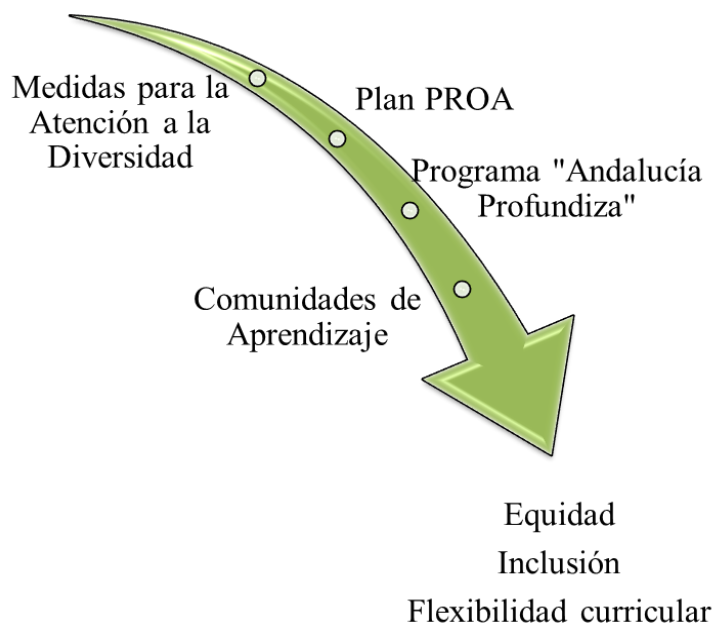 Medidas para la
Atención a la
Diversidad
Plan PROA
Programa "Andalucía
Profundiza"
Comunidades de
Aprendizaje
Equidad
Inclusión
Flexibilidad curricular